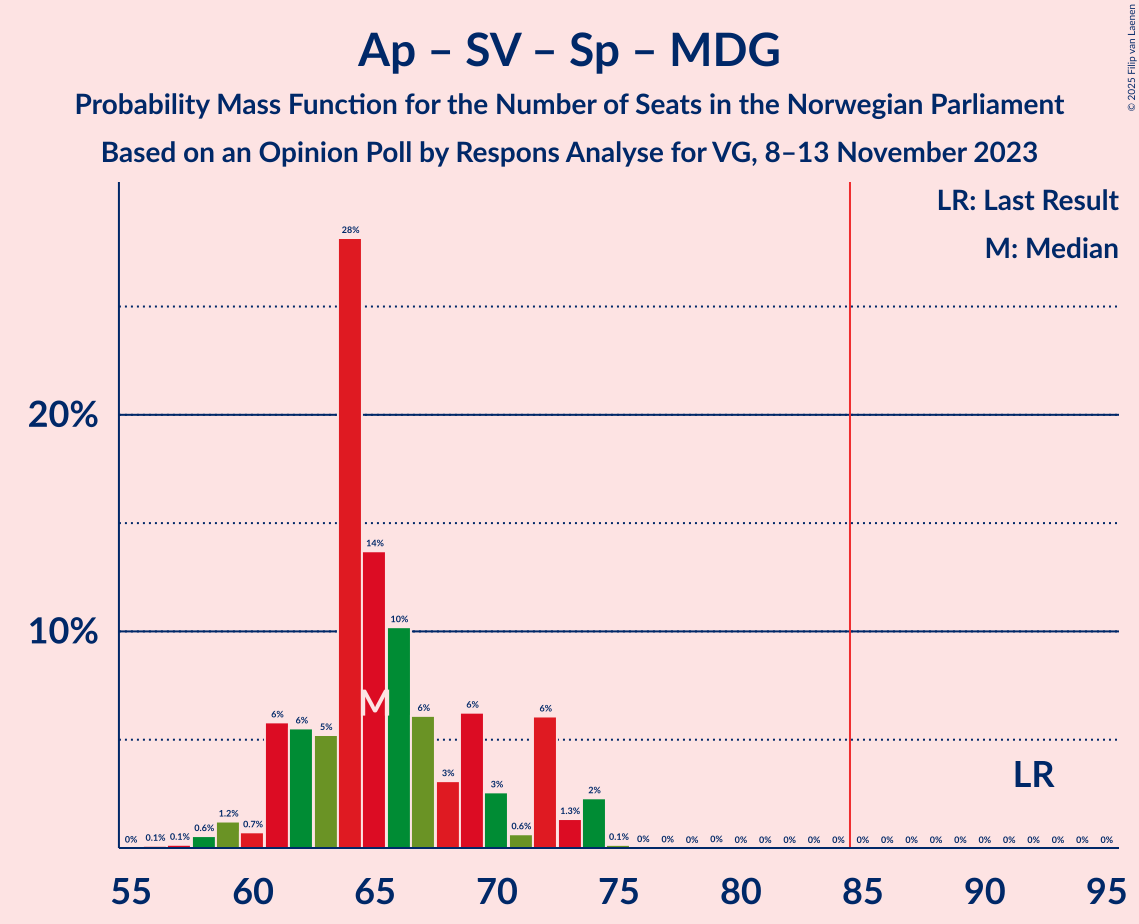 Ap – SV – Sp – MDG
Probability Mass Function for the Number of Seats in the Norwegian Parliament
Based on an Opinion Poll by Respons Analyse for VG, 8–13 November 2023
© 2025 Filip van Laenen
LR: Last Result
M: Median
28%
20%
14%
10%
10%
M
6%
6%
5%
6%
3%
6%
3%
0.6%
6%
1.3%
2%
LR
0%
0.1%
0.1%
0.6%
1.2%
0.7%
0.1%
0% 0% 0% 0% 0% 0% 0% 0% 0% 0% 0% 0% 0% 0% 0% 0% 0% 0% 0% 0%
55 60 65 70 75 80 85 90 95